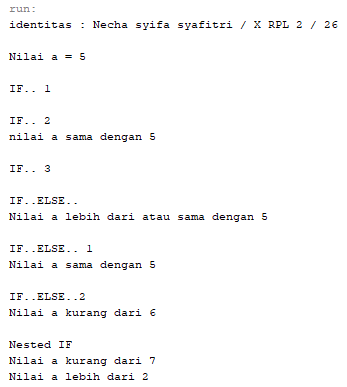 run:
identitas : Necha syifa syafitri / X RPL 2 / 26
Nilai a = 5
IF.. 1
IF.. 2
nilai a sama dengan 5
IF.. 3
IF..ELSE..
Nilai a lebih dari atau sama dengan 5
IF..ELSE.. 1
Nilai a sama dengan 5
IF..ELSE..2
Nilai a kurang dari 6
Nested IF
Nilai a kurang dari 7
Nilai a lebih dari 2